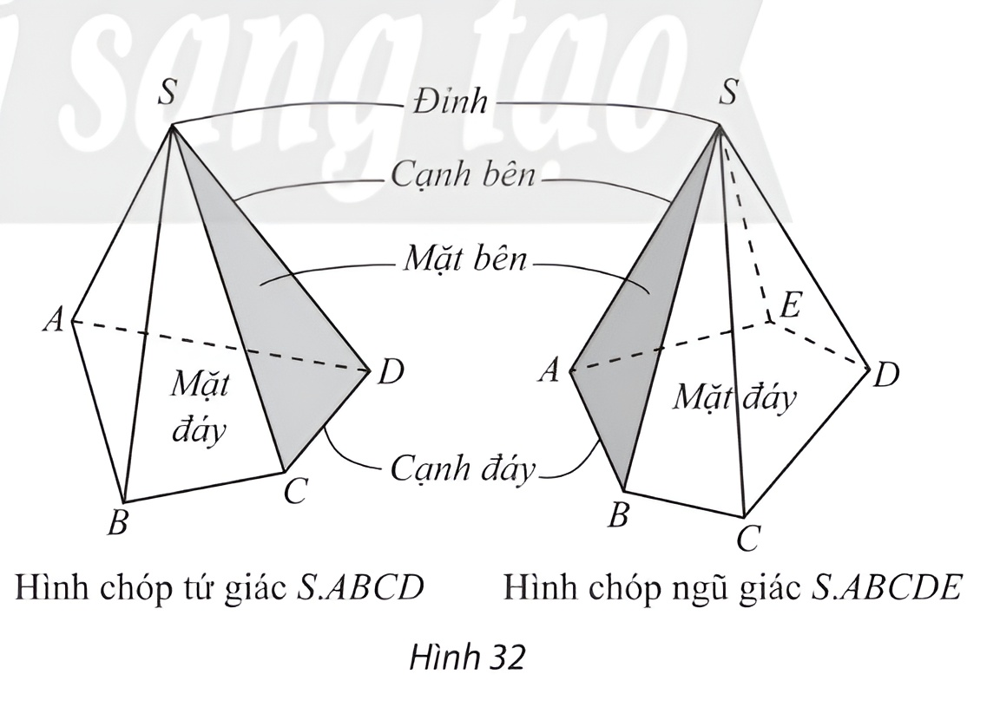 i sang tao
S
Đỉnh
S
Cạnh bên
Mặt bên
A
D
Mặt
đáy
B
C
E
A
D
Mặt đáy
Cạnh đáy
B
C
Hình chóp tứ giác S.ABCD
Hình chóp ngũ giác S.ABCDE
Hình 32